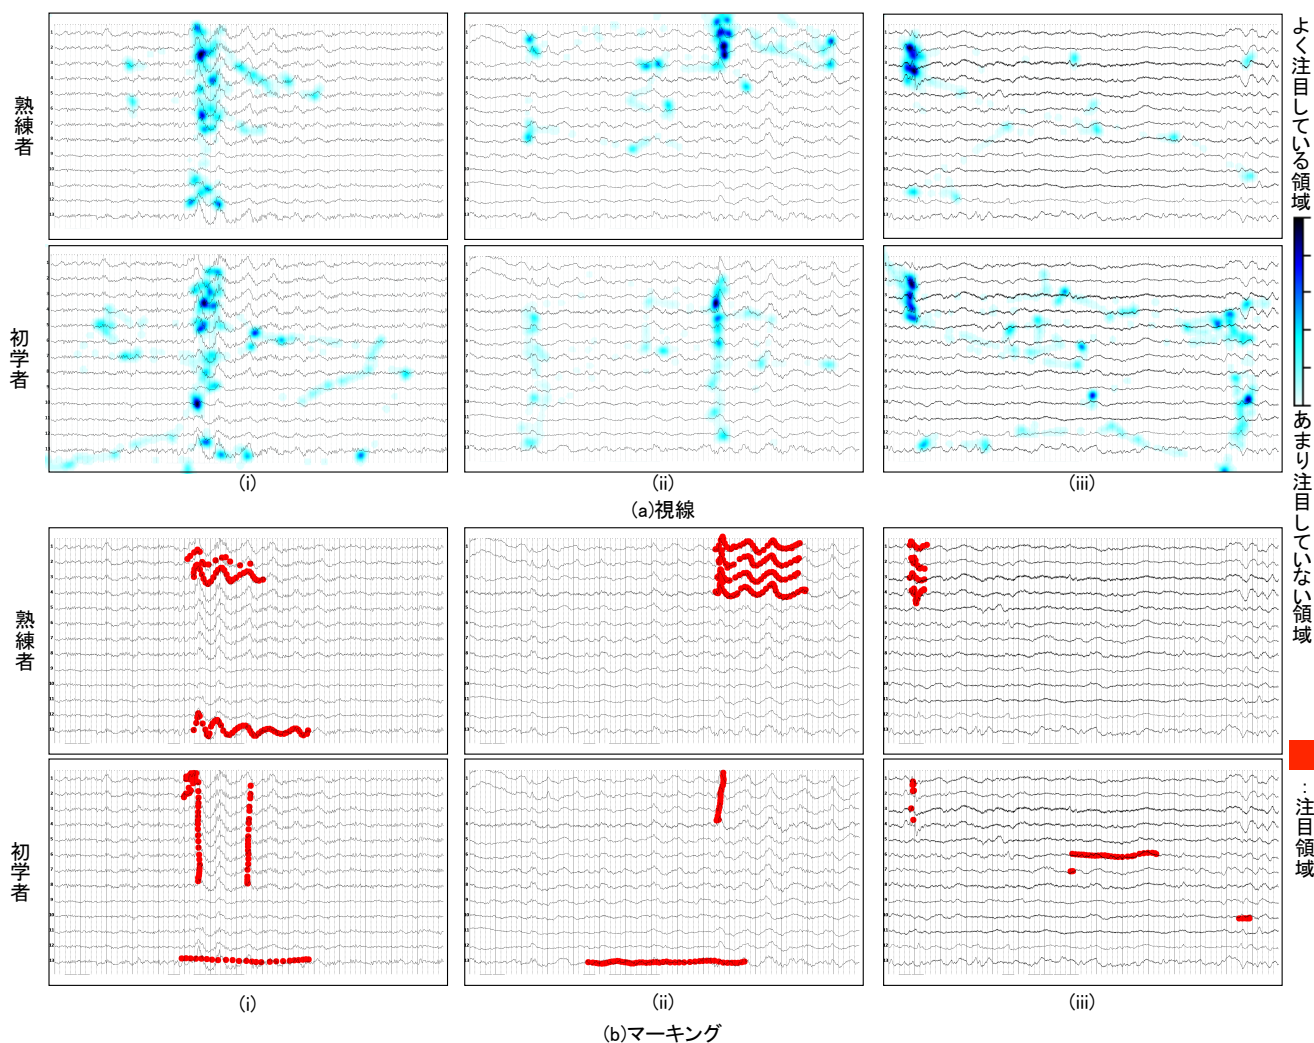 熟練者
初学者
(i)
(ii)
(iii)
(a)視線
よく注目している領域
あまり注目していない領域
熟練者
初学者
(i)
(ii)
(iii)
(b)マーキング
:注目領域